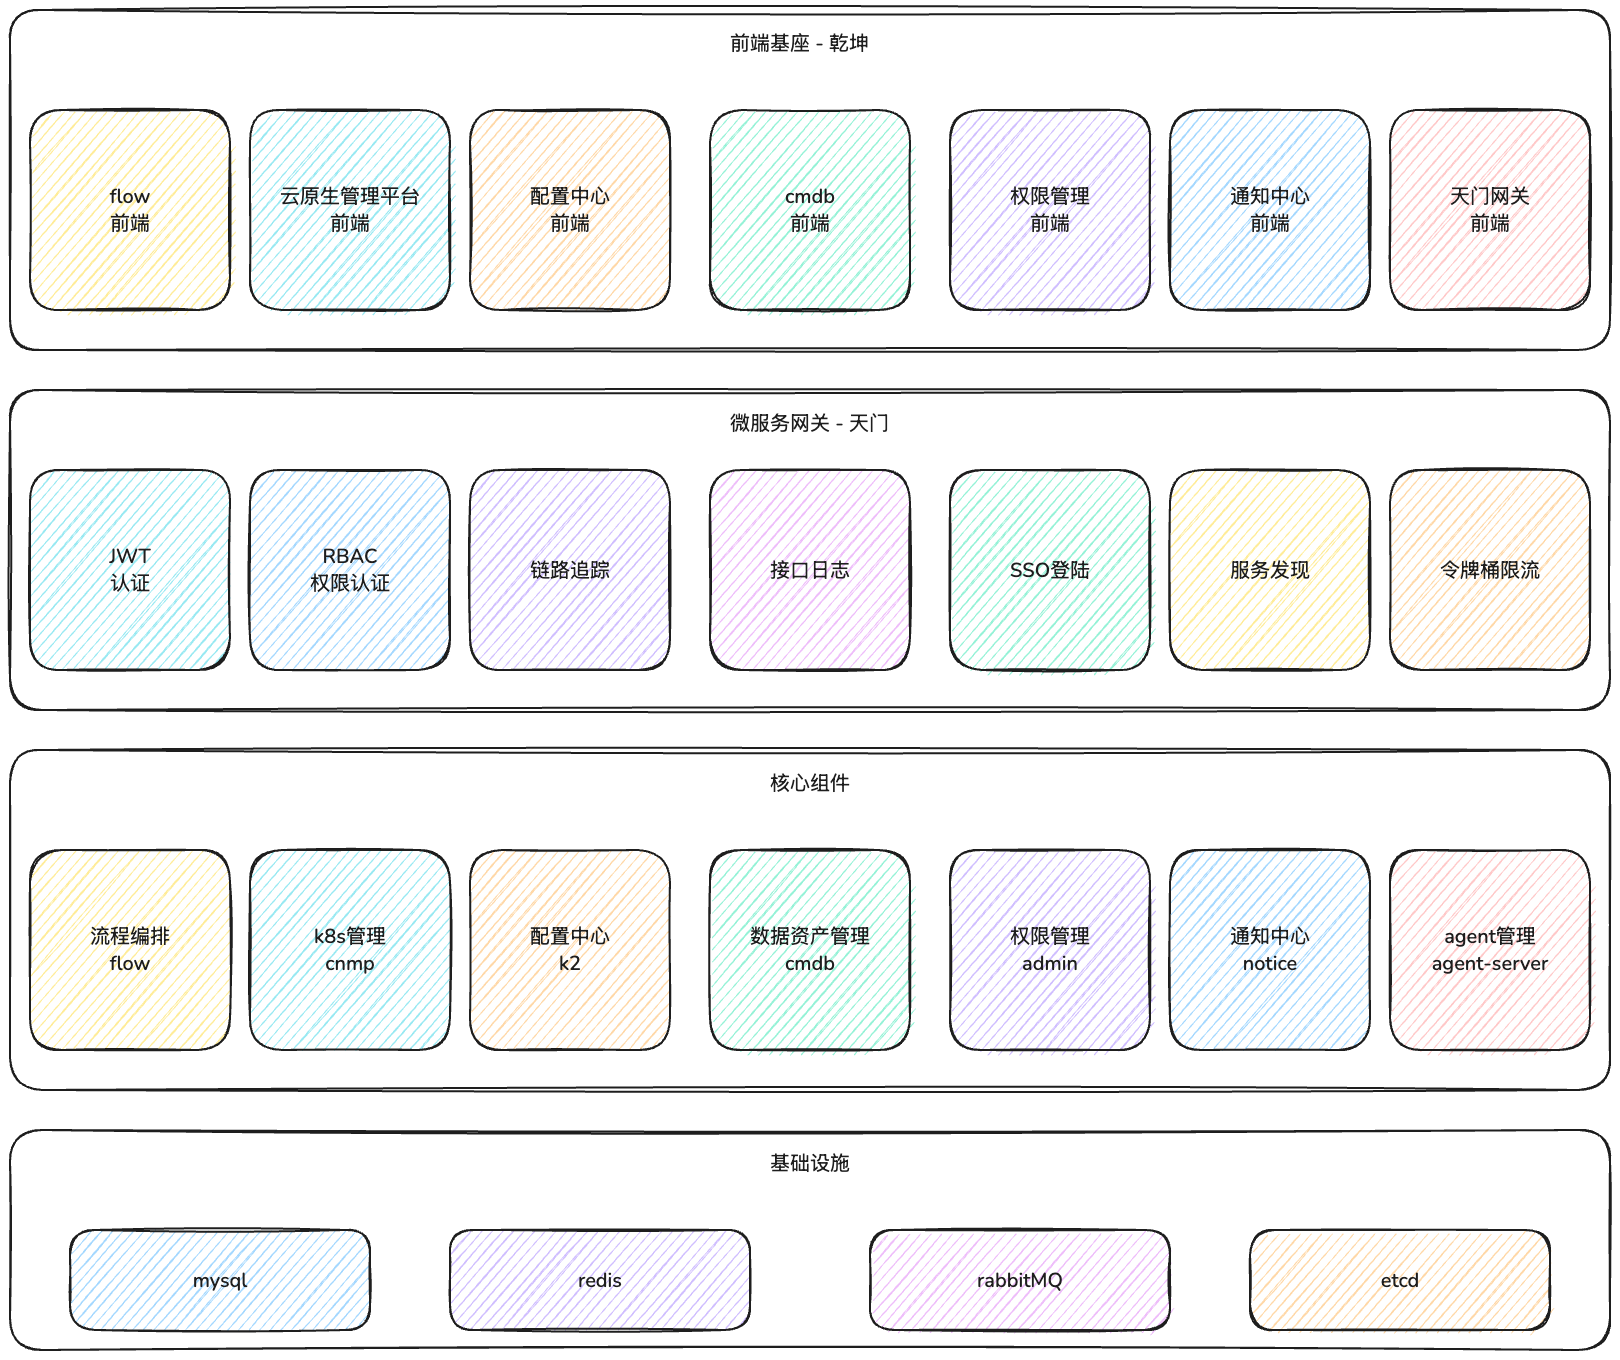 前端基座 - 乾坤
flow
前端
云原生管理平台
前端
配置中心
前端
cmdb
前端
权限管理
前端
通知中心
前端
天门网关
前端
微服务网关 - 天门
JWT
认证
RBAC
权限认证
链路追踪
接口日志
SSO登陆
服务发现
令牌桶限流
核心组件
流程编排
flow
k8s管理
cnmp
配置中心
k2
数据资产管理
cmdb
权限管理
admin
通知中心
notice
agent管理
agent-server
基础设施
mysql
redis
rabbitMQ
etcd